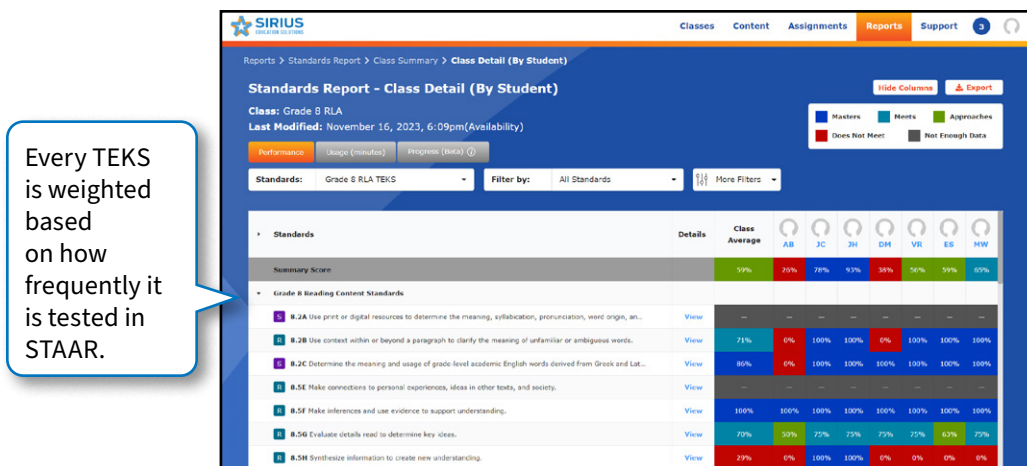 SIRIUS
EDUCATION SOLUTIONS
Classes Content Assignments Reports Support 3
Reports > Standards Report > Class Summary > Class Detail (By Student)
Standards Report - Class Detail (By Student)
Hide Columns Export
Class: Grade 8 RLA
Last Modified: November 16, 2023, 6:09pm(Availability)
Masters Meets Approaches
Does Not Meet Not Enough Data
Performance Usage (minutes) Progress (Beta)
Standards: Grade 8 RLA TEKS Filter by: All Standards More Filters
Every TEKS
is weighted
based
on how
frequently it
is tested in
STAAR.
Standards Details Class Average AB JC JH DM VR ES MW
Summary Score 59% 26% 78% 93% 38% 56% 59% 65%
Grade 8 Reading Content Standards
S 8.2A Use print or digital resources to determine the meaning, syllabication, pronunciation, word origin, an... View -- -- -- -- -- -- -- --
R 8.2B Use context within or beyond a paragraph to clarify the meaning of unfamiliar or ambiguous words. View 71% 0% 100% 100% 0% 100% 100% 100%
S 8.2C Determine the meaning and usage of grade-level academic English words derived from Greek and Lat... View 86% 0% 100% 100% 100% 100% 100% 100%
R 8.5E Make connections to personal experiences, ideas in other texts, and society. View -- -- -- -- -- -- -- --
R 8.5F Make inferences and use evidence to support understanding. View 100% 100% 100% 100% 100% 100% 100% 100%
R 8.5G Evaluate details read to determine key ideas. View 70% 50% 75% 75% 75% 75% 63% 75%
R 8.5H Synthesize information to create new understanding. View 29% 0% 100% 100% 0% 0% 0% 0%